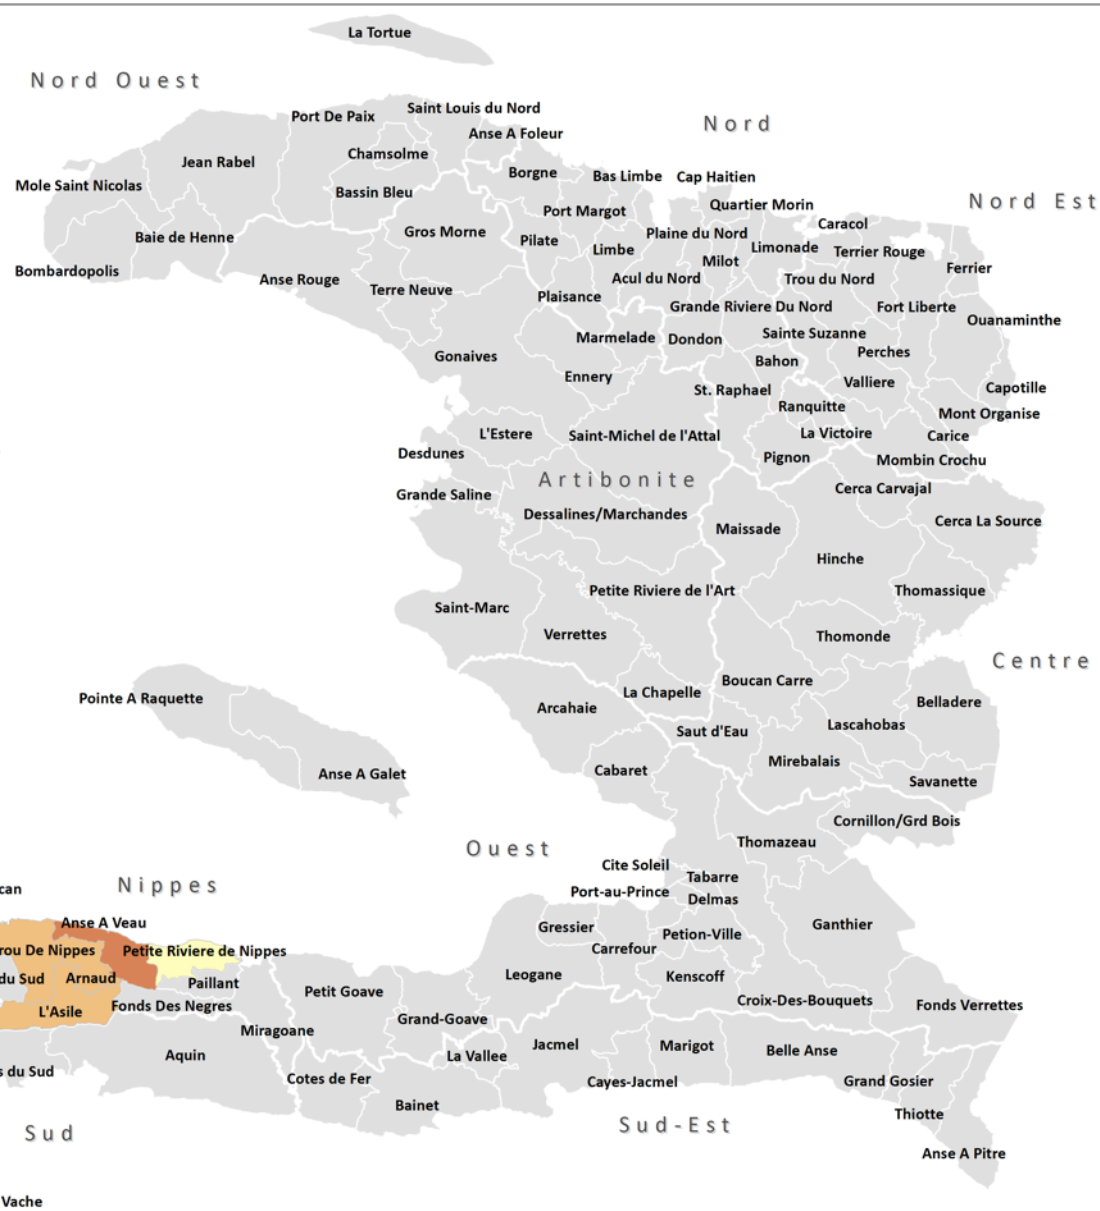 La Tortue
Nord Ouest
Saint Louis du Nord
Port De Paix
Nord
Anse A Foleur
Chamsolme
Jean Rabel
Borgne
Bas Limbe
Cap Haitien
Mole Saint Nicolas
Bassin Bleu
Nord Est
Quartier Morin
Port Margot
Caracol
Gros Morne
Plaine du Nord
Baie de Henne
Pilate
Limbe
Limonade
Terrier Rouge
Milot
Bombardopolis
Ferrier
Anse Rouge
Acul du Nord
Trou du Nord
Terre Neuve
Plaisance
Grande Riviere Du Nord
Fort Liberte
Ouanaminthe
Sainte Suzanne
Marmelade
Dondon
Perches
Gonaives
Bahon
Ennery
Valliere
St. Raphael
Capotille
Ranquitte
Mont Organise
L'Estere
Saint-Michel de l'Attal
La Victoire
Carice
Desdunes
Pignon
Mombin Crochu
Artibonite
Cerca Carvajal
Grande Saline
Dessalines/Marchandes
Cerca La Source
Maissade
Hinche
Petite Riviere de l'Art
Thomassique
Saint-Marc
Verrettes
Thomonde
Centre
Boucan Carre
La Chapelle
Pointe A Raquette
Belladere
Arcahaie
Lascahobas
Saut d'Eau
Mirebalais
Cabaret
Anse A Galet
Savanette
Cornillon/Grd Bois
Thomazeau
Ouest
Cite Soleil
Tabarre
Nippes
can
Port-au-Prince
Delmas
Anse A Veau
Gressier
Ganthier
Petion-Ville
rou De Nippes
Petite Riviere de Nippes
Carrefour
du Sud
Arnaud
Paillant
Leogane
Kenscoff
Petit Goave
Croix-Des-Bouquets
Fonds Verrettes
L'Asile
Fonds Des Negres
Grand-Goave
Miragoane
Jacmel
Marigot
Belle Anse
Aquin
La Vallee
s du Sud
Cotes de Fer
Cayes-Jacmel
Grand Gosier
Bainet
Thiotte
Sud-Est
Sud
Anse A Pitre
Vache